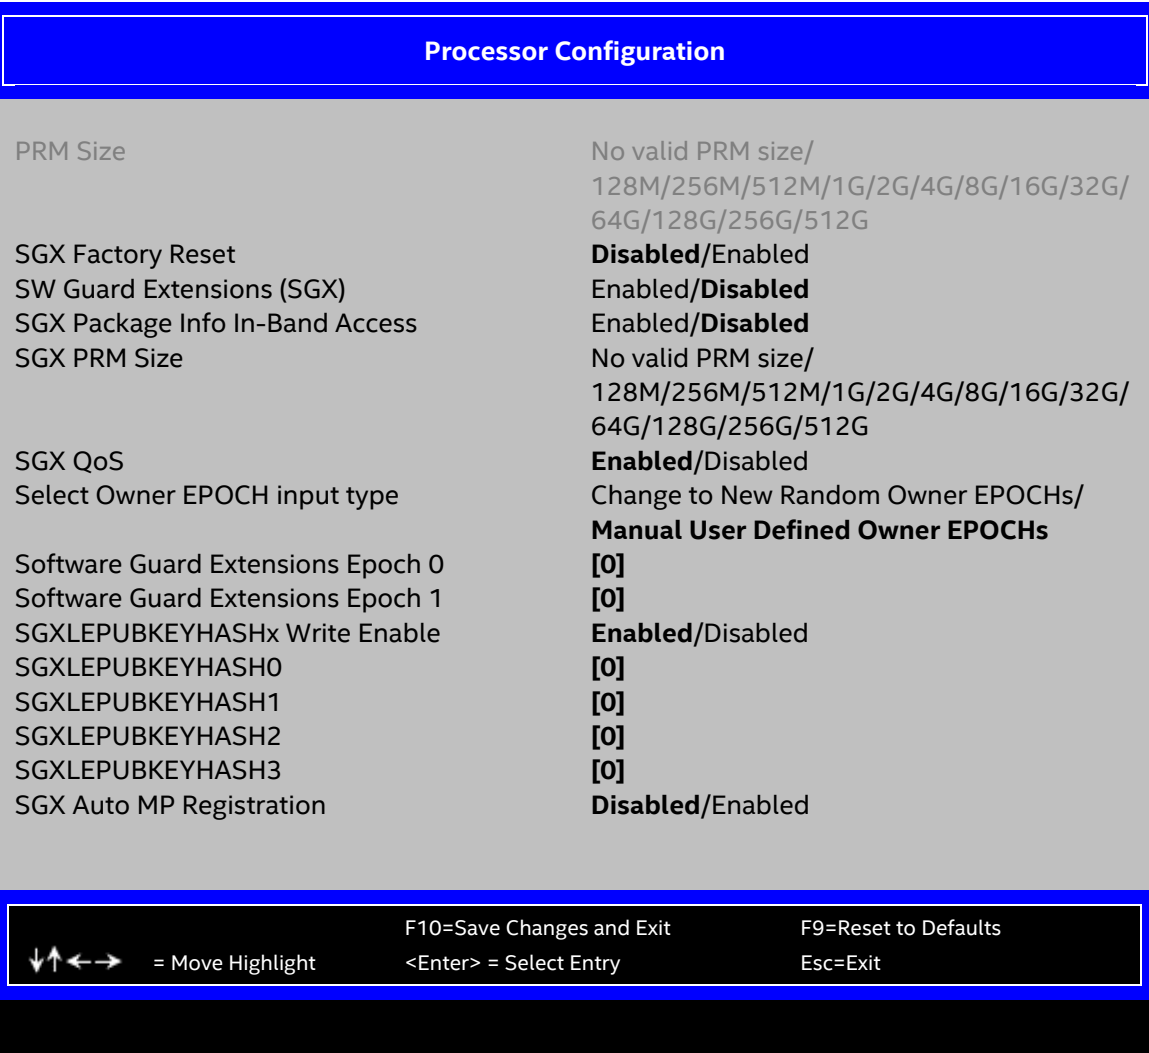 Processor Configuration
PRM Size No valid PRM size/
128M/256M/512M/1G/2G/4G/8G/16G/32G/
64G/128G/256G/512G
SGX Factory Reset Disabled/Enabled
SW Guard Extensions (SGX) Enabled/Disabled
SGX Package Info In-Band Access Enabled/Disabled
SGX PRM Size No valid PRM size/
128M/256M/512M/1G/2G/4G/8G/16G/32G/
64G/128G/256G/512G
SGX QoS Enabled/Disabled
Select Owner EPOCH input type Change to New Random Owner EPOCHs/
Manual User Defined Owner EPOCHs
Software Guard Extensions Epoch 0 [0]
Software Guard Extensions Epoch 1 [0]
SGXLEPUBKEYHASHx Write Enable Enabled/Disabled
SGXLEPUBKEYHASH0 [0]
SGXLEPUBKEYHASH1 [0]
SGXLEPUBKEYHASH2 [0]
SGXLEPUBKEYHASH3 [0]
SGX Auto MP Registration Disabled/Enabled
F10=Save Changes and Exit F9=Reset to Defaults
↓↑←→ = Move Highlight <Enter> = Select Entry Esc=Exit